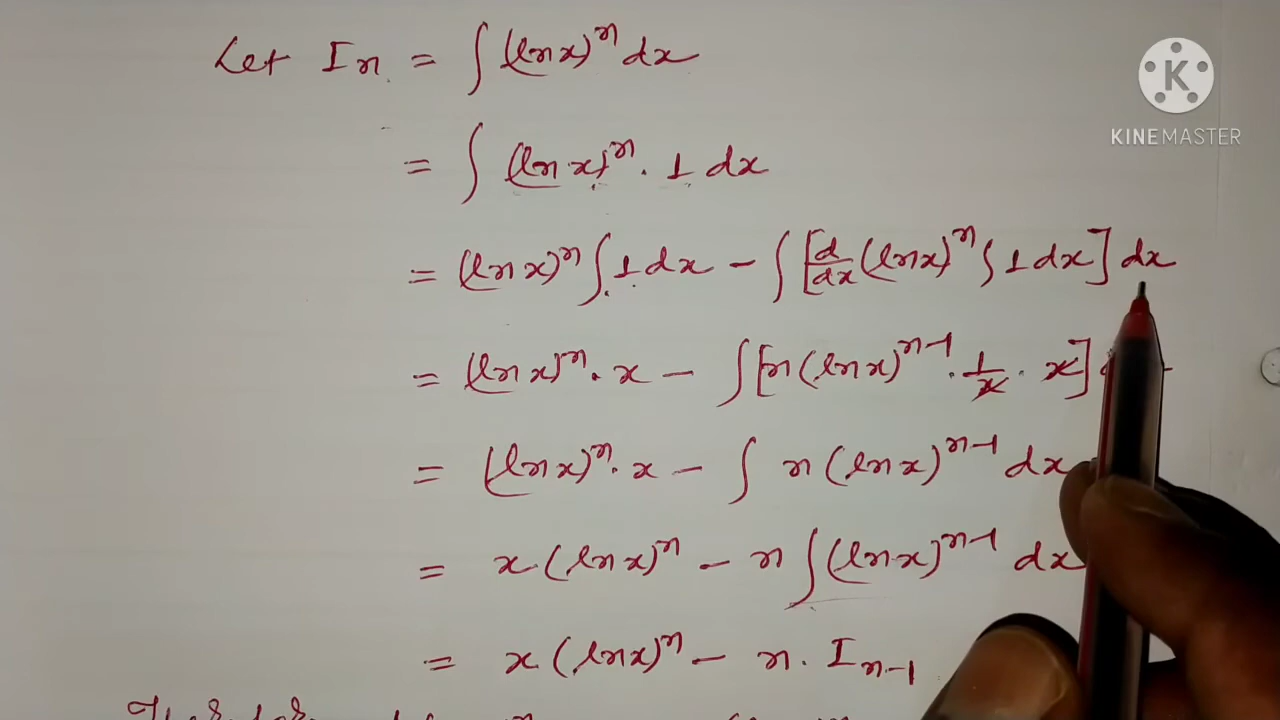 Let Iₙ = ∫ (ln x)ⁿ dx
= ∫ (ln x)ⁿ · 1 dx
= (ln x)ⁿ ∫ 1 dx − ∫ [d/dx (ln x)ⁿ ∫ 1 dx] dx
= (ln x)ⁿ · x − ∫ [n (ln x)ⁿ⁻¹ · 1/x · x]
= (ln x)ⁿ · x − ∫ n (ln x)ⁿ⁻¹ dx
= x (ln x)ⁿ − n ∫ (ln x)ⁿ⁻¹ dx
= x (ln x)ⁿ − n · Iₙ₋₁
K
KINEMASTER